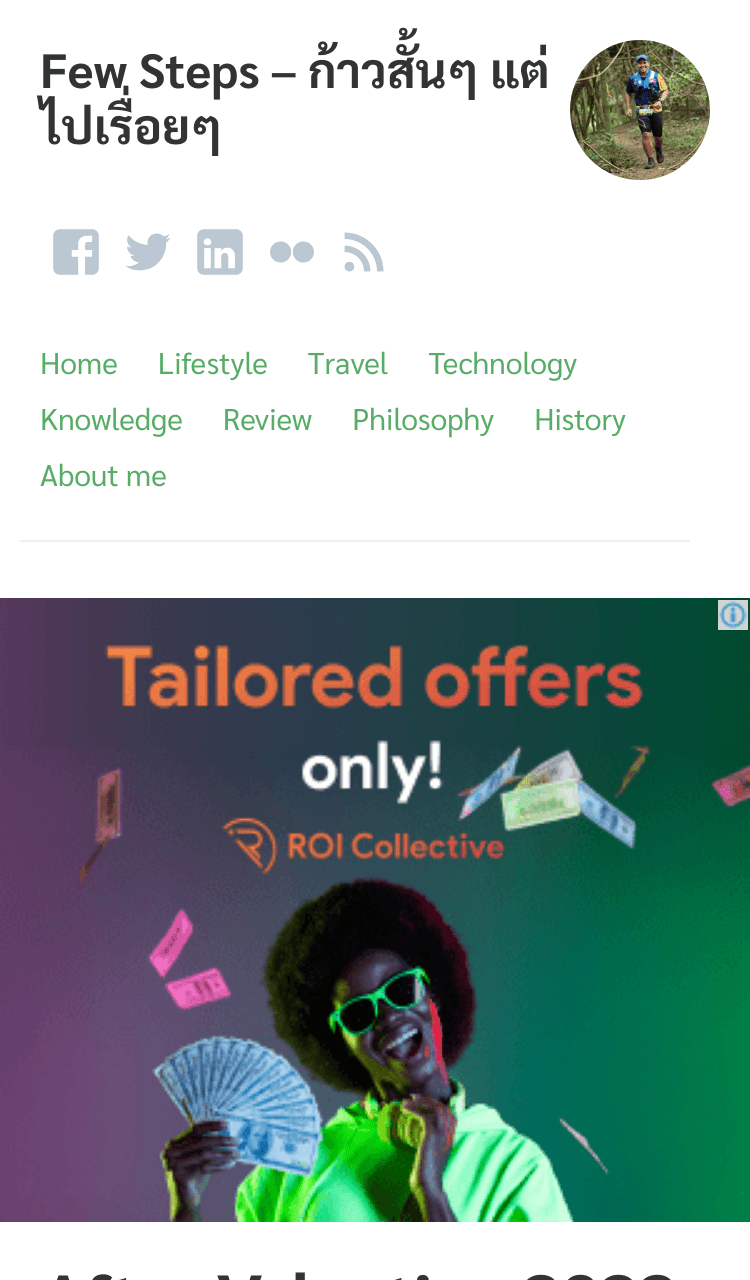 Few Steps – ก้าวสั้นๆ แต่
ไปเรื่อยๆ
Home Lifestyle Travel Technology
Knowledge Review Philosophy History
About me
Tailored offers
only!
ROI Collective